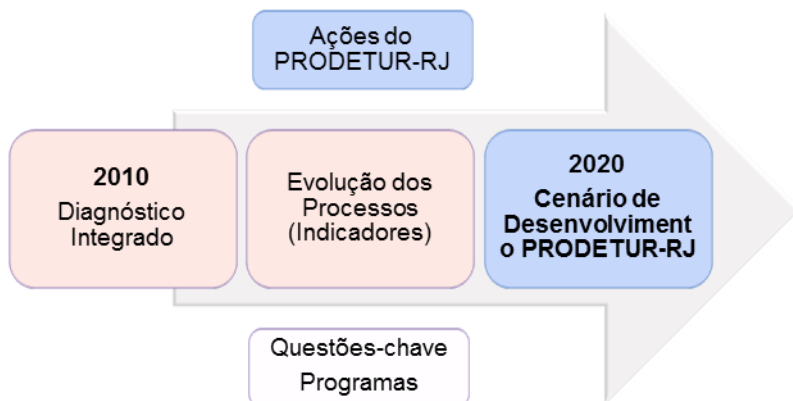 Ações do
PRODETUR-RJ
2010
Diagnóstico
Integrado
Evolução dos
Processos
(Indicadores)
2020
Cenário de
Desenvolviment
o PRODETUR-RJ
Questões-chave
Programas